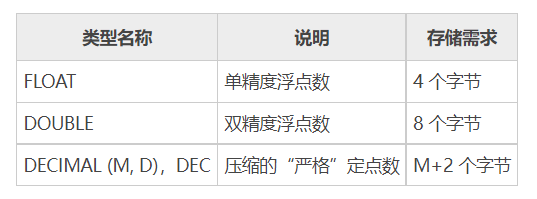 类型名称 说明 存储需求
FLOAT 单精度浮点数 4 个字节
DOUBLE 双精度浮点数 8 个字节
DECIMAL (M, D)，DEC 压缩的“严格”定点数 M+2 个字节